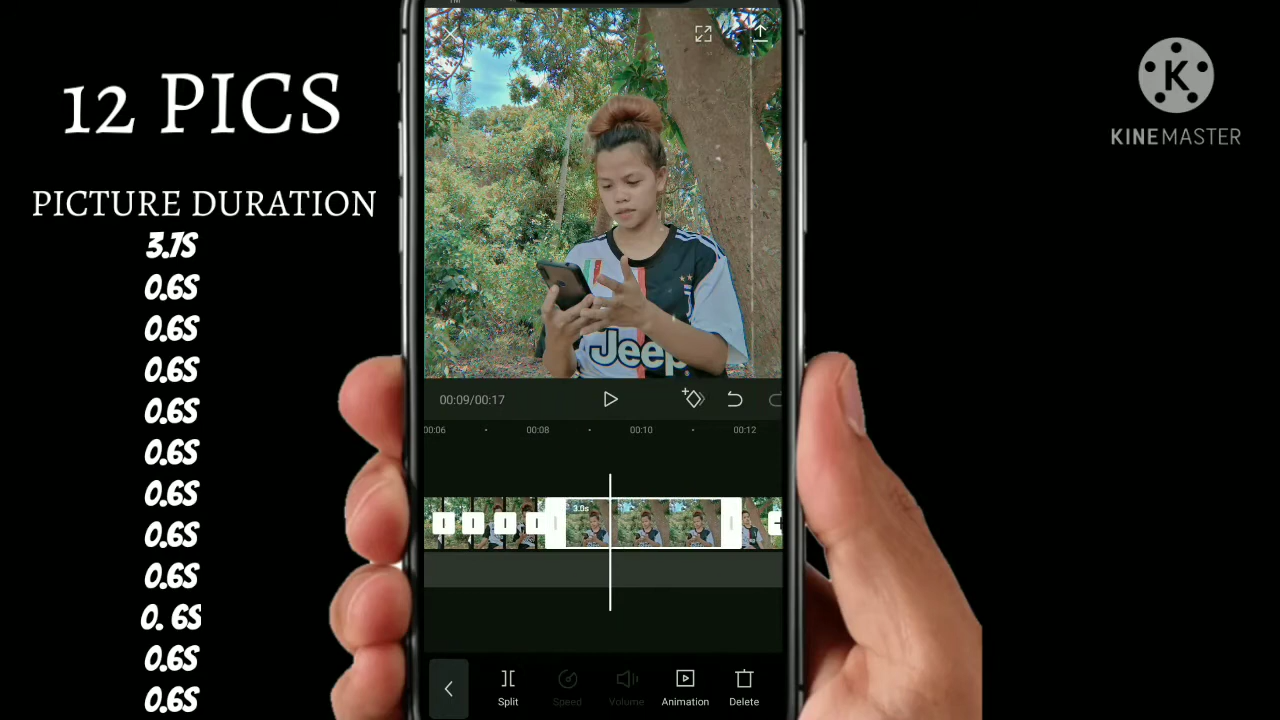 12 PICS
PICTURE DURATION
3.7S
0.6S
0.6S
0.6S
0.6S
0.6S
0.6S
0.6S
0.6S
0. 6S
0.6S
0.6S
KINEMASTER
K
Jeep
00:09/00:17
00:06
00:08
00:10
00:12
3.0s
Split
Speed
Volume
Animation
Delete